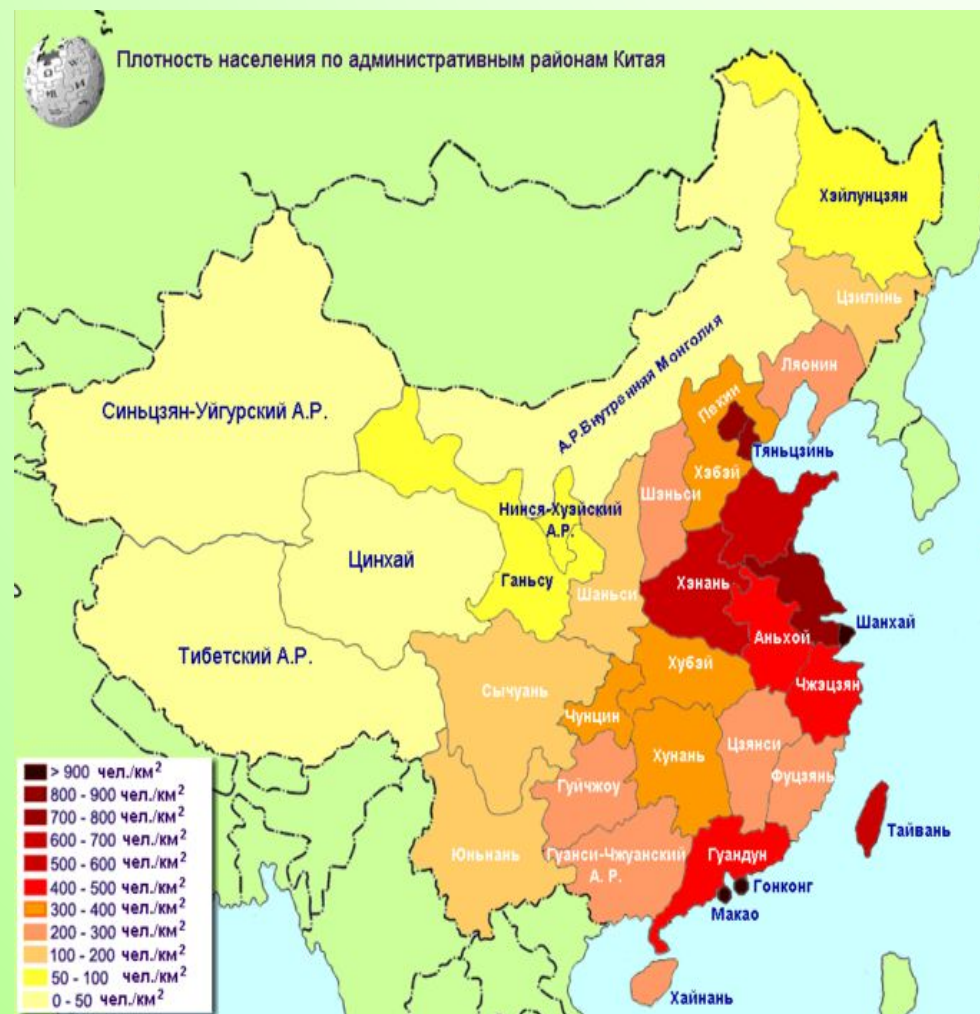 Плотность населения по административным районам Китая
Хэйлунцзян
Цзилинь
Ляонин
А.Р.Внутренняя Монголия
Пекин
Синьцзян-Уйгурский А.Р.
Тяньцзинь
Хэбэй
Шэньси
Нинся-Хуэйский
А.Р.
Цинхай
Ганьсу
Хэнань
Шаньси
Шанхай
Аньхой
Тибетский А.Р.
Хубэй
Чжэцзян
Сычуань
Чунцин
Цзянси
Хунань
Фуцзянь
Гуйчжоу
Тайвань
Юньнань
Гуанси-Чжуанский
А. Р.
Гуандун
Гонконг
Макао
Хайнань
> 900 чел./км²
800 - 900 чел./км²
700 - 800 чел./км²
600 - 700 чел./км²
500 - 600 чел./км²
400 - 500 чел./км²
300 - 400 чел./км²
200 - 300 чел./км²
100 - 200 чел./км²
50 - 100 чел./км²
0 - 50 чел./км²